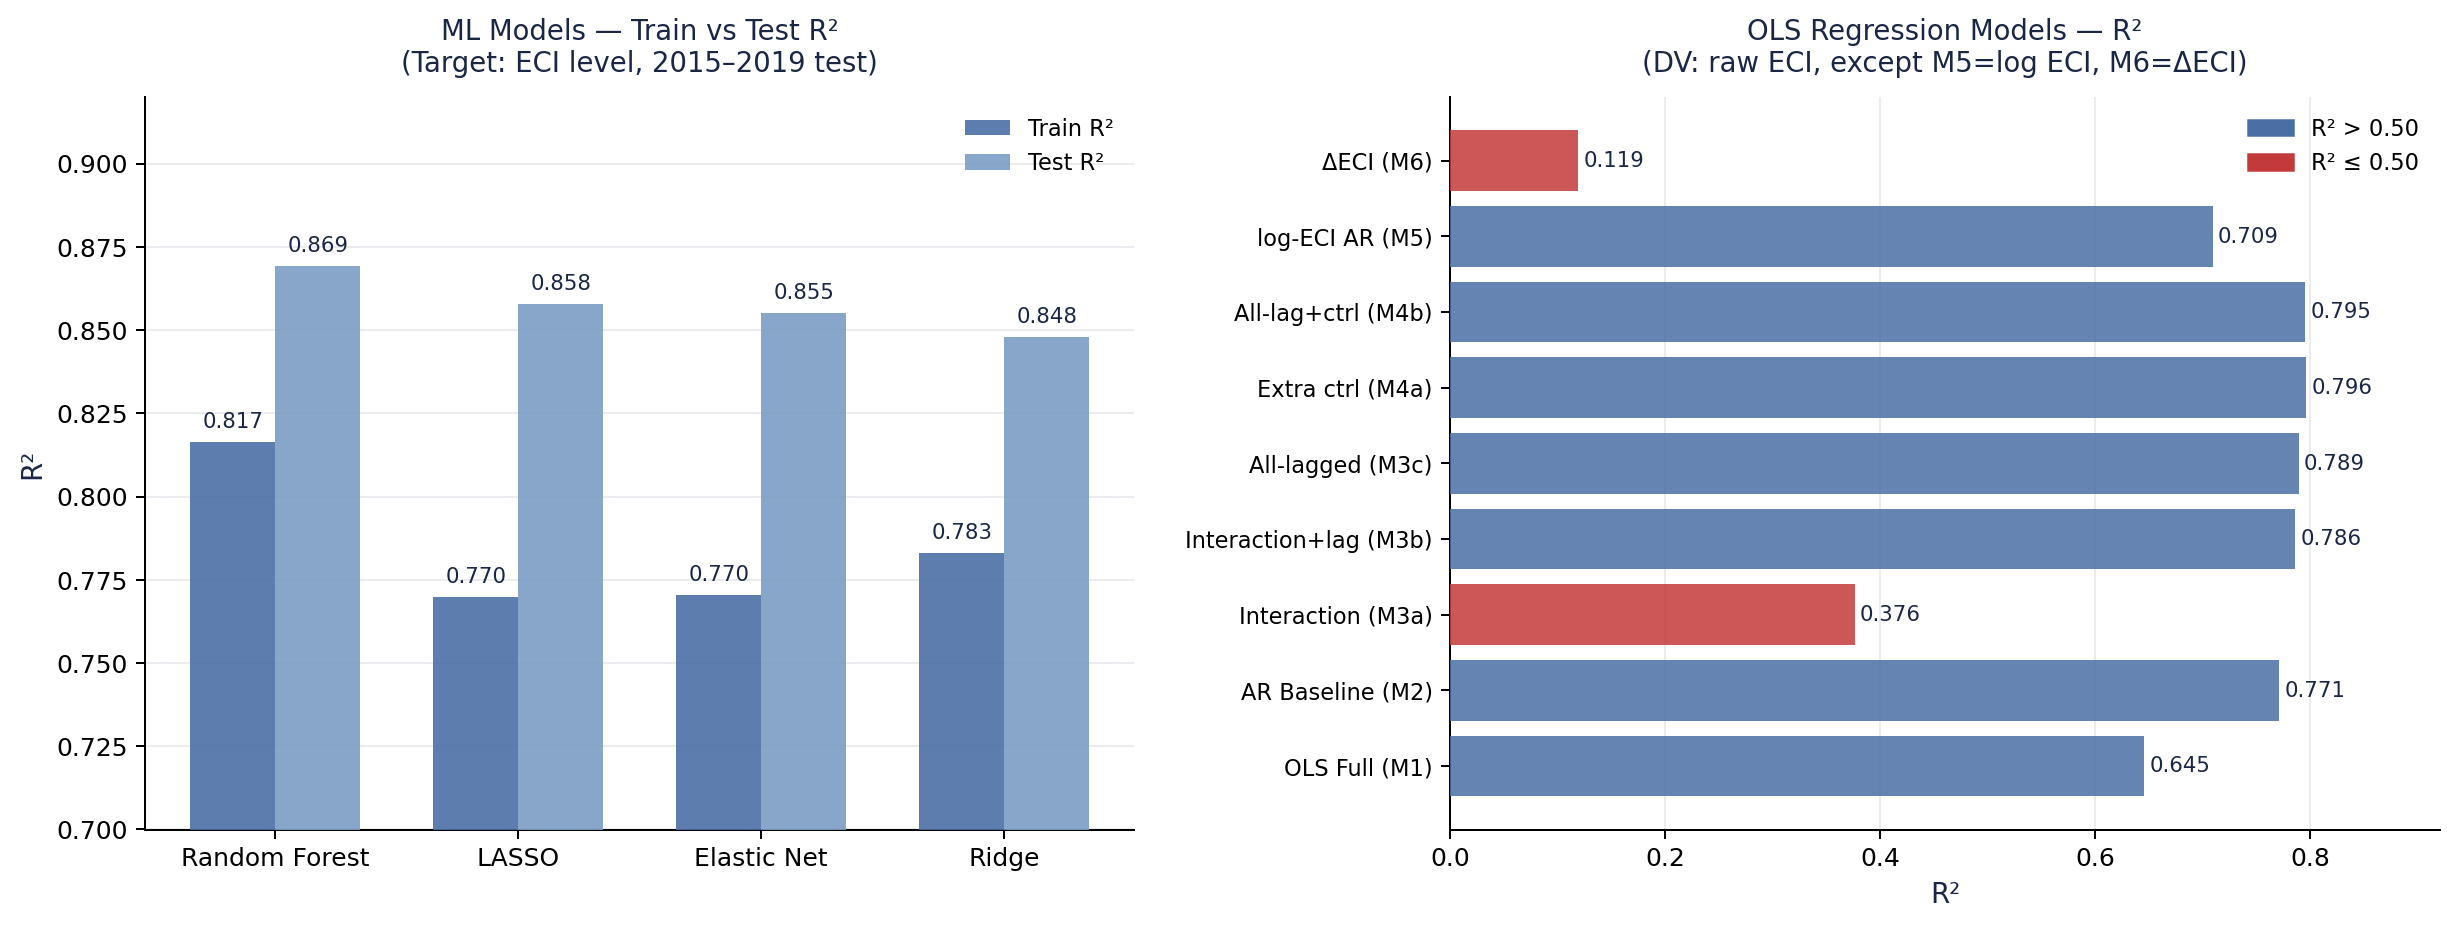 ML Models — Train vs Test R²
(Target: ECI level, 2015–2019 test)
Train R²
Test R²
R²
0.900
0.875
0.850
0.825
0.800
0.775
0.750
0.725
0.700
0.817
0.869
0.770
0.858
0.770
0.855
0.783
0.848
Random Forest
LASSO
Elastic Net
Ridge
OLS Regression Models — R²
(DV: raw ECI, except M5=log ECI, M6=ΔECI)
R² > 0.50
R² ≤ 0.50
ΔECI (M6) 0.119
log-ECI AR (M5) 0.709
All-lag+ctrl (M4b) 0.795
Extra ctrl (M4a) 0.796
All-lagged (M3c) 0.789
Interaction+lag (M3b) 0.786
Interaction (M3a) 0.376
AR Baseline (M2) 0.771
OLS Full (M1) 0.645
0.0 0.2 0.4 0.6 0.8
R²